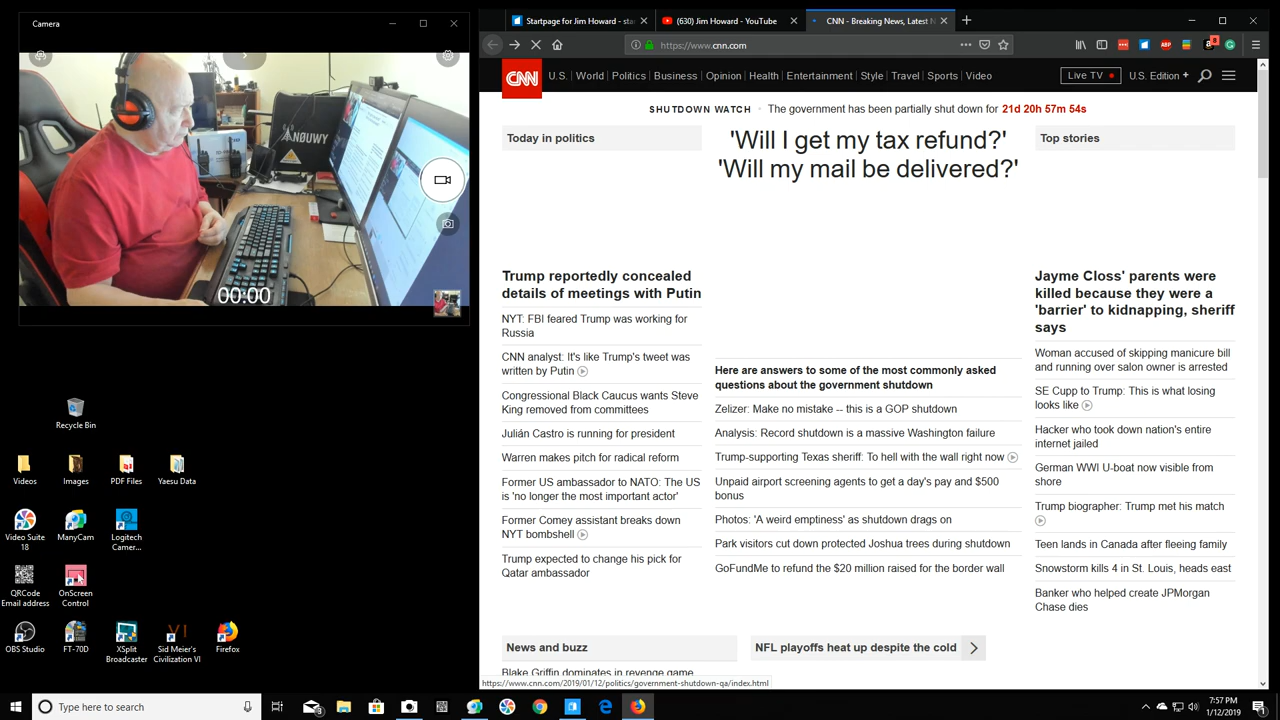 Camera
00:00
ΛNØUWY
Recycle Bin
Videos
Images
PDF Files
Yaesu Data
Video Suite
18
ManyCam
Logitech
Camer...
QRCode
Email address
OnScreen
Control
OBS Studio
FT-70D
XSplit
Broadcaster
Sid Meier's
Civilization VI
Firefox
Startpage for Jim Howard - sta
(630) Jim Howard - YouTube
CNN - Breaking News, Latest N
https://www.cnn.com
ABP
8
CNN
U.S.
World
Politics
Business
Opinion
Health
Entertainment
Style
Travel
Sports
Video
Live TV
U.S. Edition +
SHUTDOWN WATCH
The government has been partially shut down for 21d 20h 57m 54s
Today in politics
Trump reportedly concealed
details of meetings with Putin
NYT: FBI feared Trump was working for
Russia
CNN analyst: It's like Trump's tweet was
written by Putin
Congressional Black Caucus wants Steve
King removed from committees
Julián Castro is running for president
Warren makes pitch for radical reform
Former US ambassador to NATO: The US
is 'no longer the most important actor'
Former Comey assistant breaks down
NYT bombshell
Trump expected to change his pick for
Qatar ambassador
'Will I get my tax refund?'
'Will my mail be delivered?'
Here are answers to some of the most commonly asked
questions about the government shutdown
Zelizer: Make no mistake -- this is a GOP shutdown
Analysis: Record shutdown is a massive Washington failure
Trump-supporting Texas sheriff: To hell with the wall right now
Unpaid airport screening agents to get a day's pay and $500
bonus
Photos: 'A weird emptiness' as shutdown drags on
Park visitors cut down protected Joshua trees during shutdown
GoFundMe to refund the $20 million raised for the border wall
Top stories
Jayme Closs' parents were
killed because they were a
'barrier' to kidnapping, sheriff
says
Woman accused of skipping manicure bill
and running over salon owner is arrested
SE Cupp to Trump: This is what losing
looks like
Hacker who took down nation's entire
internet jailed
German WWI U-boat now visible from
shore
Trump biographer: Trump met his match
Teen lands in Canada after fleeing family
Snowstorm kills 4 in St. Louis, heads east
Banker who helped create JPMorgan
Chase dies
News and buzz
Blake Griffin dominates in revenge game
NFL playoffs heat up despite the cold
https://www.cnn.com/2019/01/12/politics/government-shutdown-qa/index.html
Type here to search
3
7:57 PM
1/12/2019
1